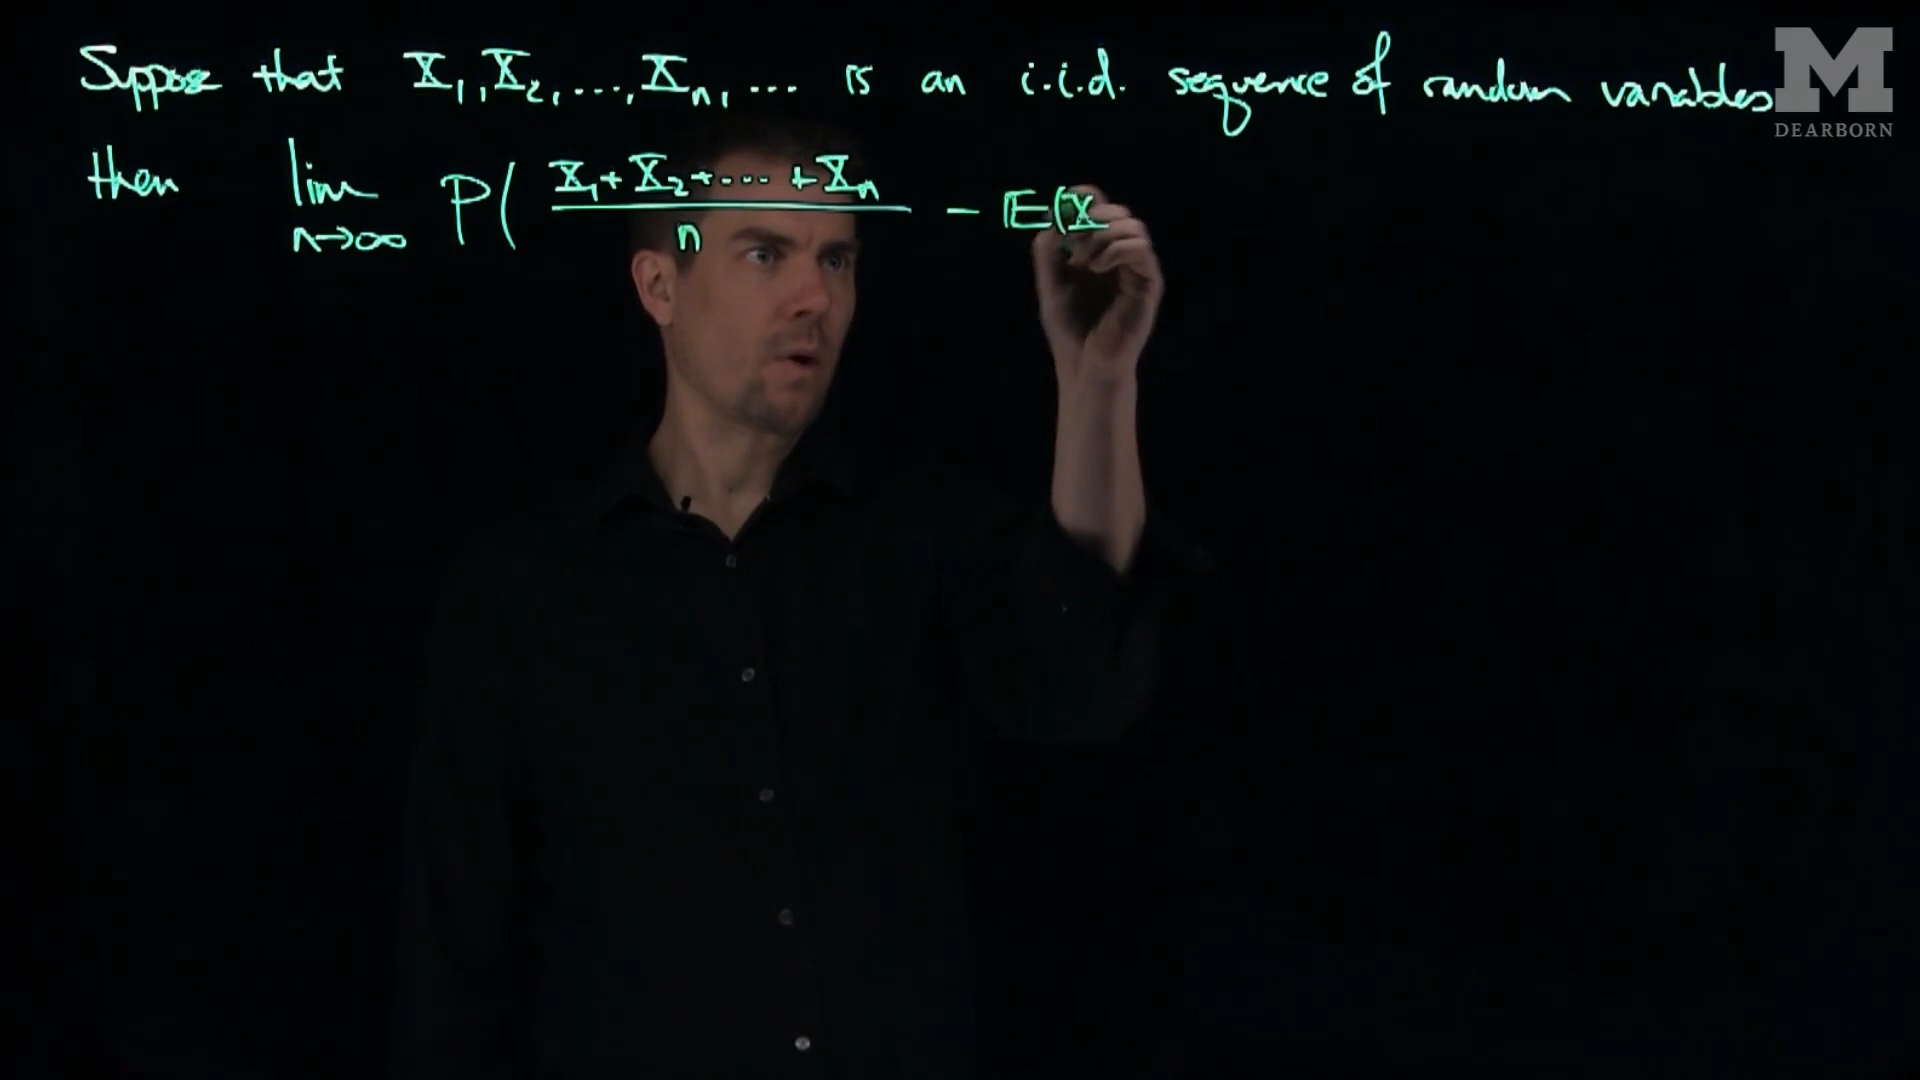 Suppose that X₁, X₂, ..., Xₙ, ... is an i.i.d. sequence of random variables
M
DEARBORN
then lim n→∞ P( X₁ + X₂ + ... + Xₙ / n - E(X